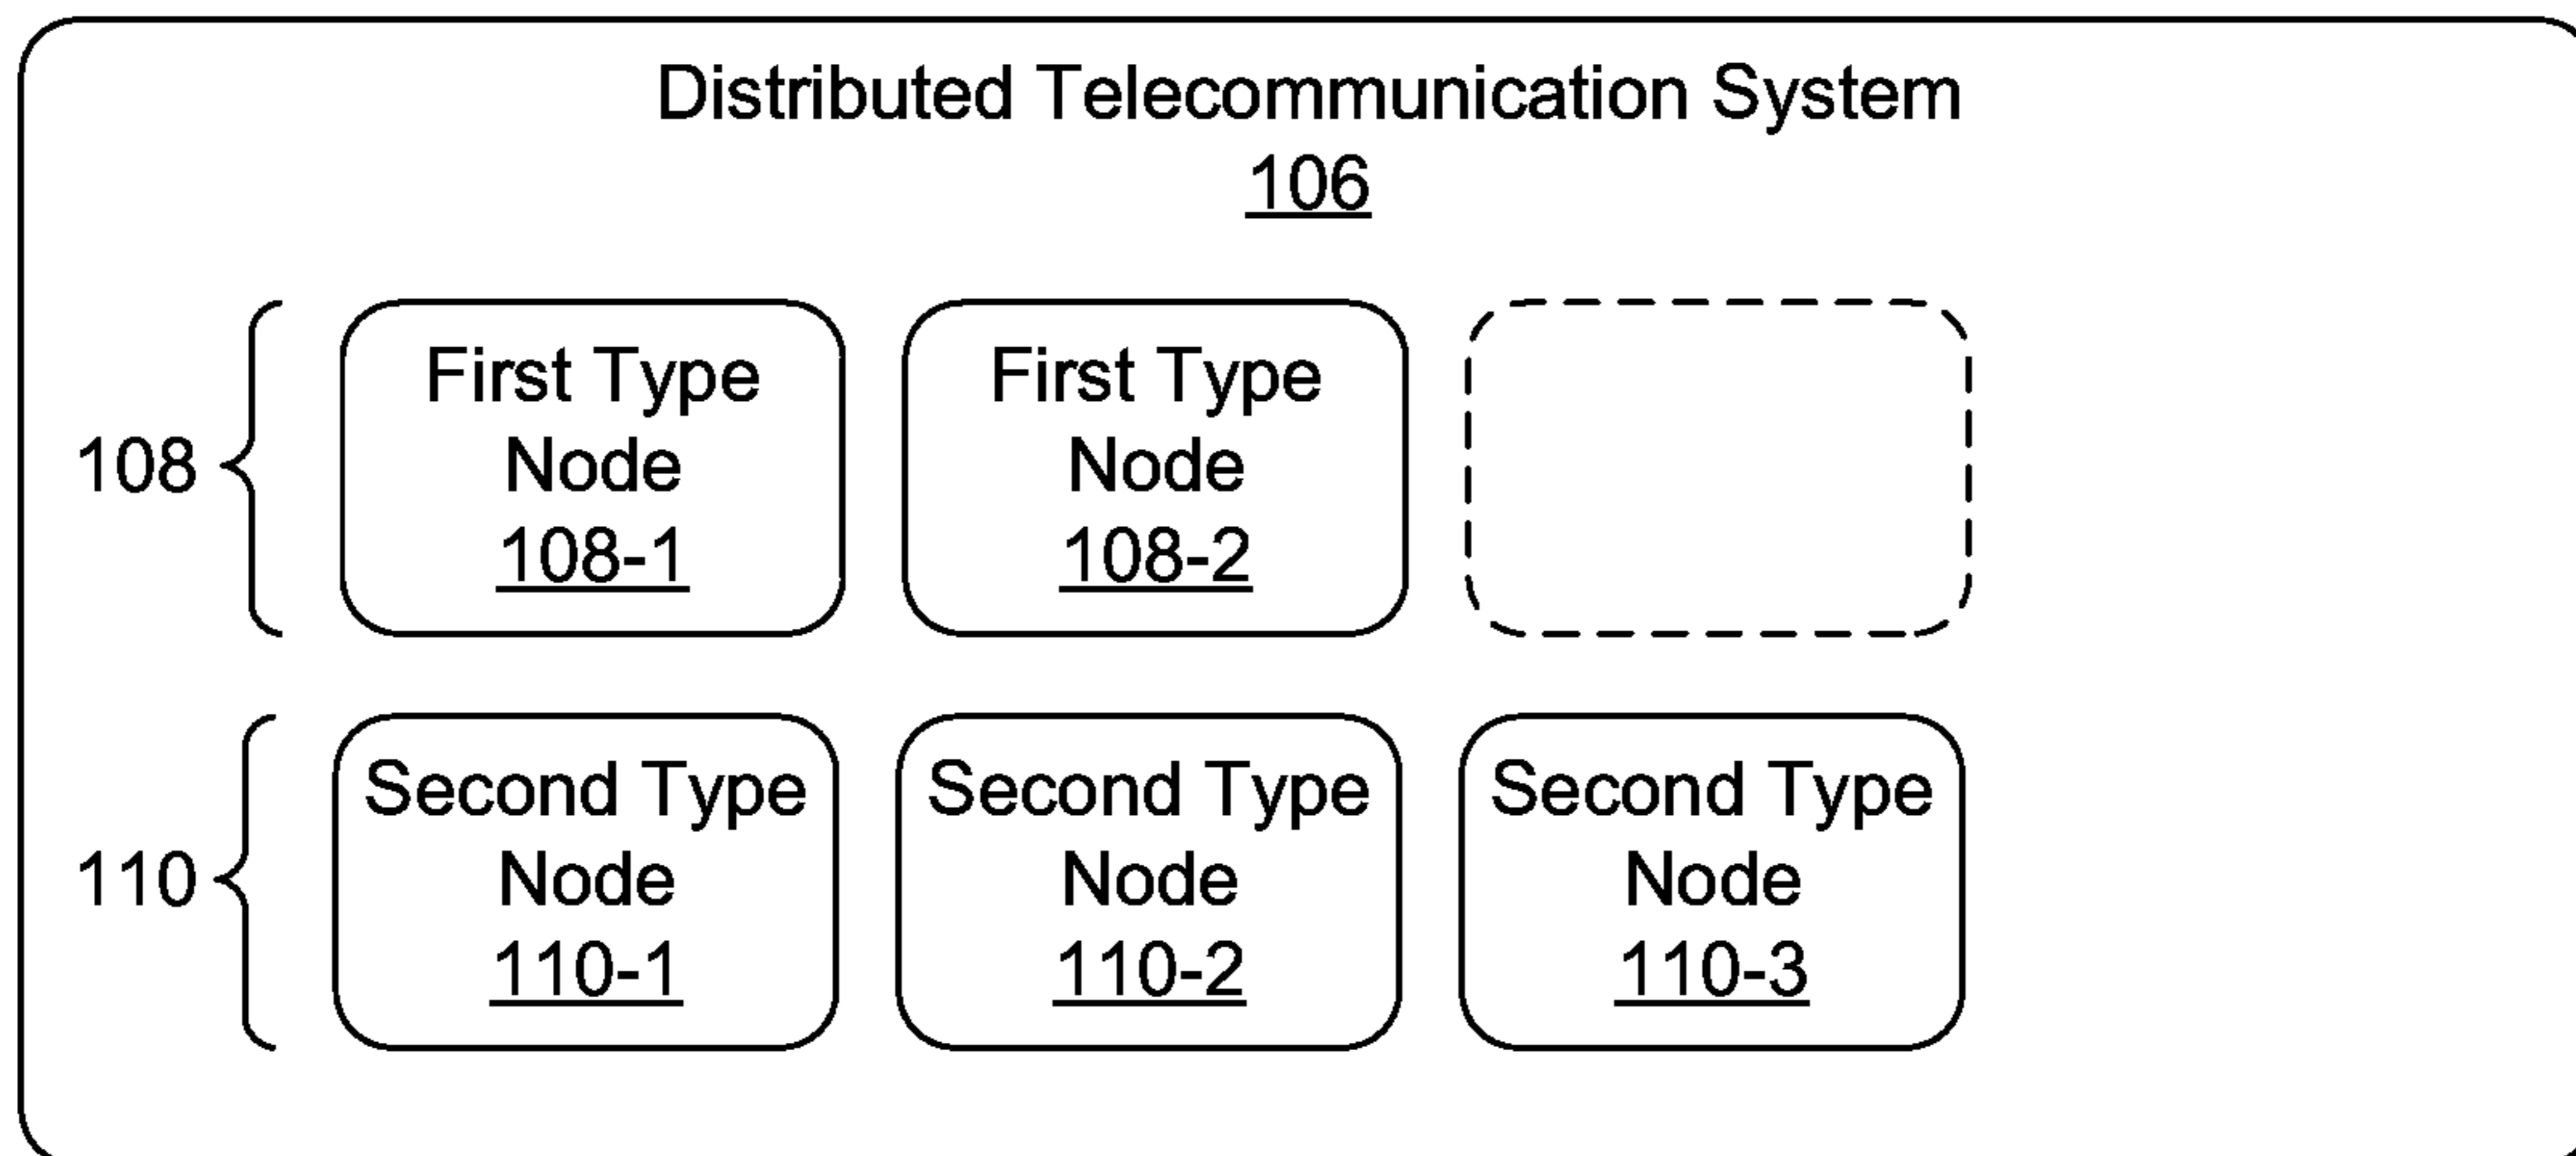 Distributed Telecommunication System
106
108
First Type
Node
108-1
First Type
Node
108-2
110
Second Type
Node
110-1
Second Type
Node
110-2
Second Type
Node
110-3